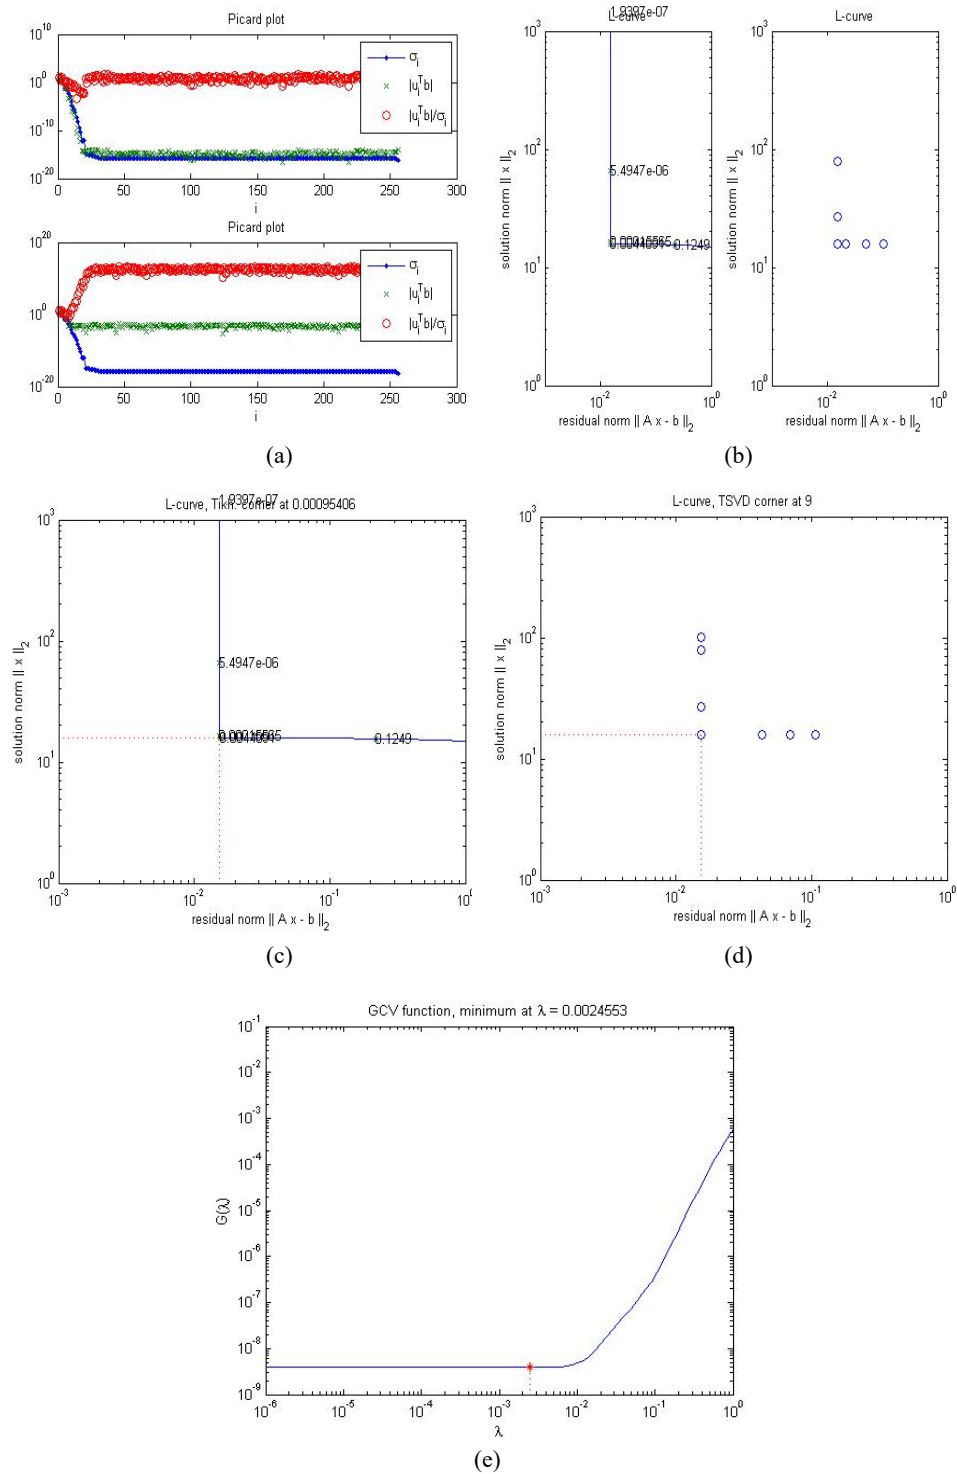 Picard plot
10^10
10^0
10^-10
10^-20
0 50 100 150 200 250 300
i
σ_i
|u_i^T b|
|u_i^T b|/σ_i
Picard plot
10^20
10^0
10^-20
0 50 100 150 200 250 300
i
σ_i
|u_i^T b|
|u_i^T b|/σ_i
(a)
1.9397e-07
L-curve
10^3
10^2
10^1
10^0
solution norm || x ||_2
5.4947e-06
0.1249
10^-2 10^0
residual norm || A x - b ||_2
L-curve
10^3
10^2
10^1
10^0
solution norm || x ||_2
10^-2 10^0
residual norm || A x - b ||_2
(b)
1.9397e-07
L-curve, Tikh. corner at 0.00095406
10^3
10^2
10^1
10^0
solution norm || x ||_2
5.4947e-06
0.1249
10^-3 10^-2 10^-1 10^0
residual norm || A x - b ||_2
(c)
L-curve, TSVD corner at 9
10^3
10^2
10^1
10^0
solution norm || x ||_2
10^-3 10^-2 10^-1 10^0
residual norm || A x - b ||_2
(d)
GCV function, minimum at λ = 0.0024553
10^-1
10^-2
10^-3
10^-4
10^-5
10^-6
10^-7
10^-8
10^-9
G(λ)
10^-6 10^-5 10^-4 10^-3 10^-2 10^-1 10^0
λ
(e)